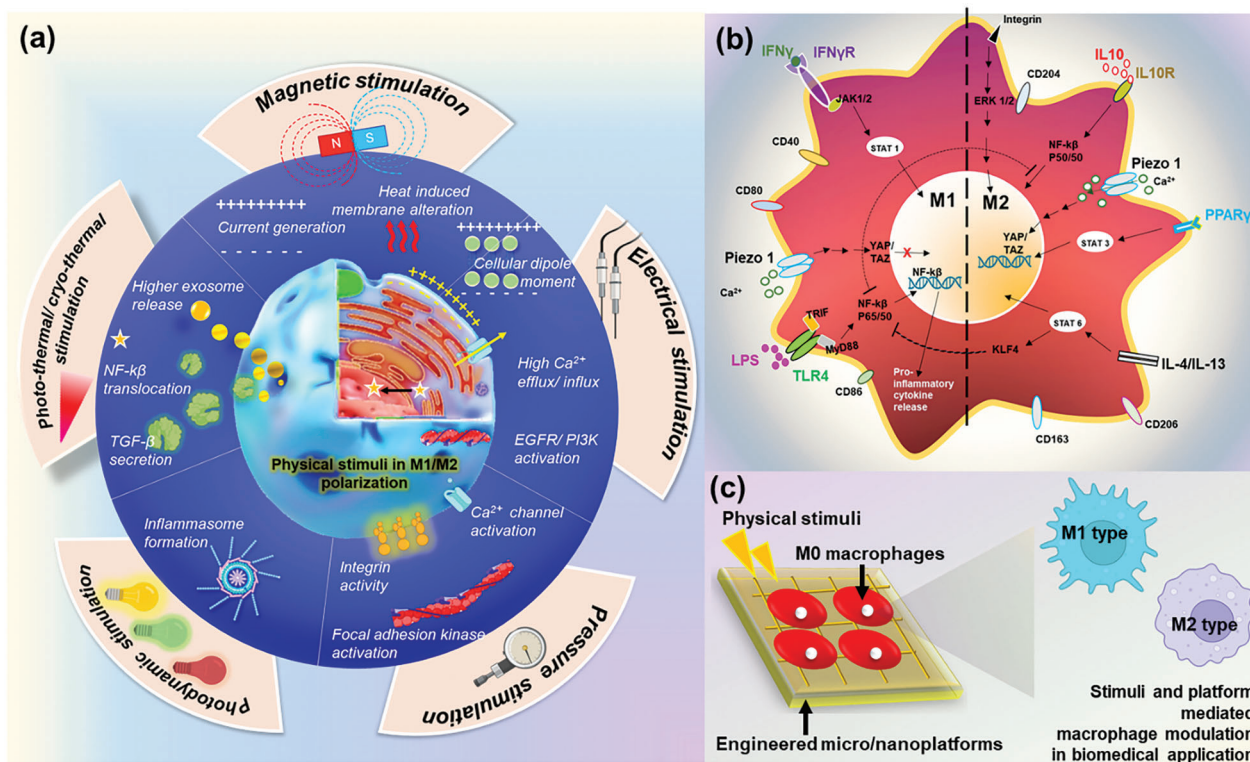 (a)
Magnetic stimulation
N S
+++++++++
Current generation
- - - - - -
Heat induced
membrane alteration
+++++++++
Cellular dipole
moment
- - - - - -
Photo-thermal/ cryo-thermal
stimulation
Higher exosome
release
NF-kβ
translocation
TGF-β
secretion
Electrical stimulation
High Ca²⁺
efflux/ influx
EGFR/ PI3K
activation
Physical stimuli in M1/M2
polarization
Ca²⁺ channel
activation
Inflammasome
formation
Integrin
activity
Focal adhesion kinase
activation
Photodynamic stimulation
Pressure stimulation
(b)
Integrin
IFNγ
IFNγR
JAK1/2
ERK 1/2
CD204
IL10
IL10R
STAT 1
CD40
NF-kβ
P50/50
CD80
M1
M2
Piezo 1
Ca²⁺
PPARγ
Piezo 1
Ca²⁺
YAP/
TAZ
X
YAP/
TAZ
STAT 3
NF-kβ
NF-kβ
P65/50
TRIF
MyD88
LPS
TLR4
KLF4
STAT 6
IL-4/IL-13
CD86
Pro-
inflammatory
cytokine
release
CD163
CD206
(c)
Physical stimuli
M0 macrophages
M1 type
M2 type
Engineered micro/nanoplatforms
Stimuli and platform
mediated
macrophage modulation
in biomedical application